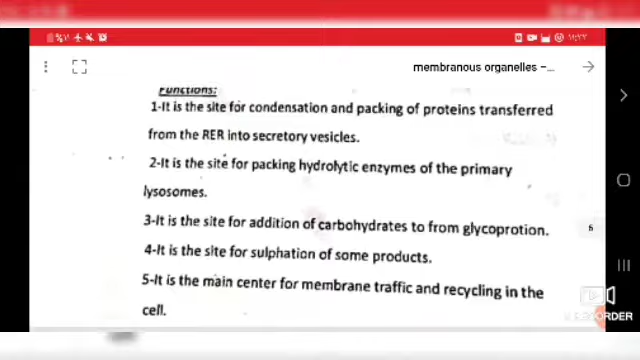 membranous organelles –...
Functions:
1-It is the site for condensation and packing of proteins transferred
from the RER into secretory vesicles.
2-It is the site for packing hydrolytic enzymes of the primary
lysosomes.
3-It is the site for addition of carbohydrates to from glycoprotion.
4-It is the site for sulphation of some products.
5-It is the main center for membrane traffic and recycling in the
cell.